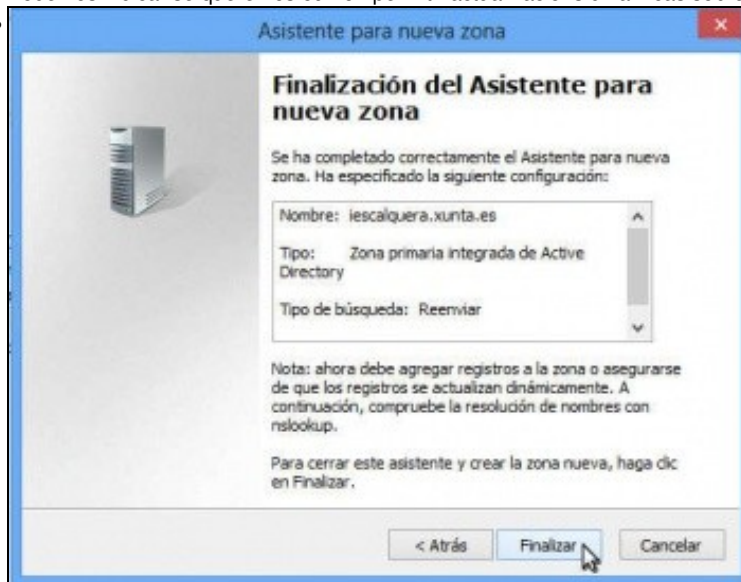 Asistente para nueva zona
Finalización del Asistente para
nueva zona
Se ha completado correctamente el Asistente para nueva
zona. Ha especificado la siguiente configuración:
Nombre: iescalquera.xunta.es
Tipo: Zona primaria integrada de Active
Directory
Tipo de búsqueda: Reenviar
Nota: ahora debe agregar registros a la zona o asegurarse
de que los registros se actualizan dinámicamente. A
continuación, compruebe la resolución de nombres con
nslookup.
Para cerrar este asistente y crear la zona nueva, haga clic
en Finalizar.
< Atrás Finalizar Cancelar